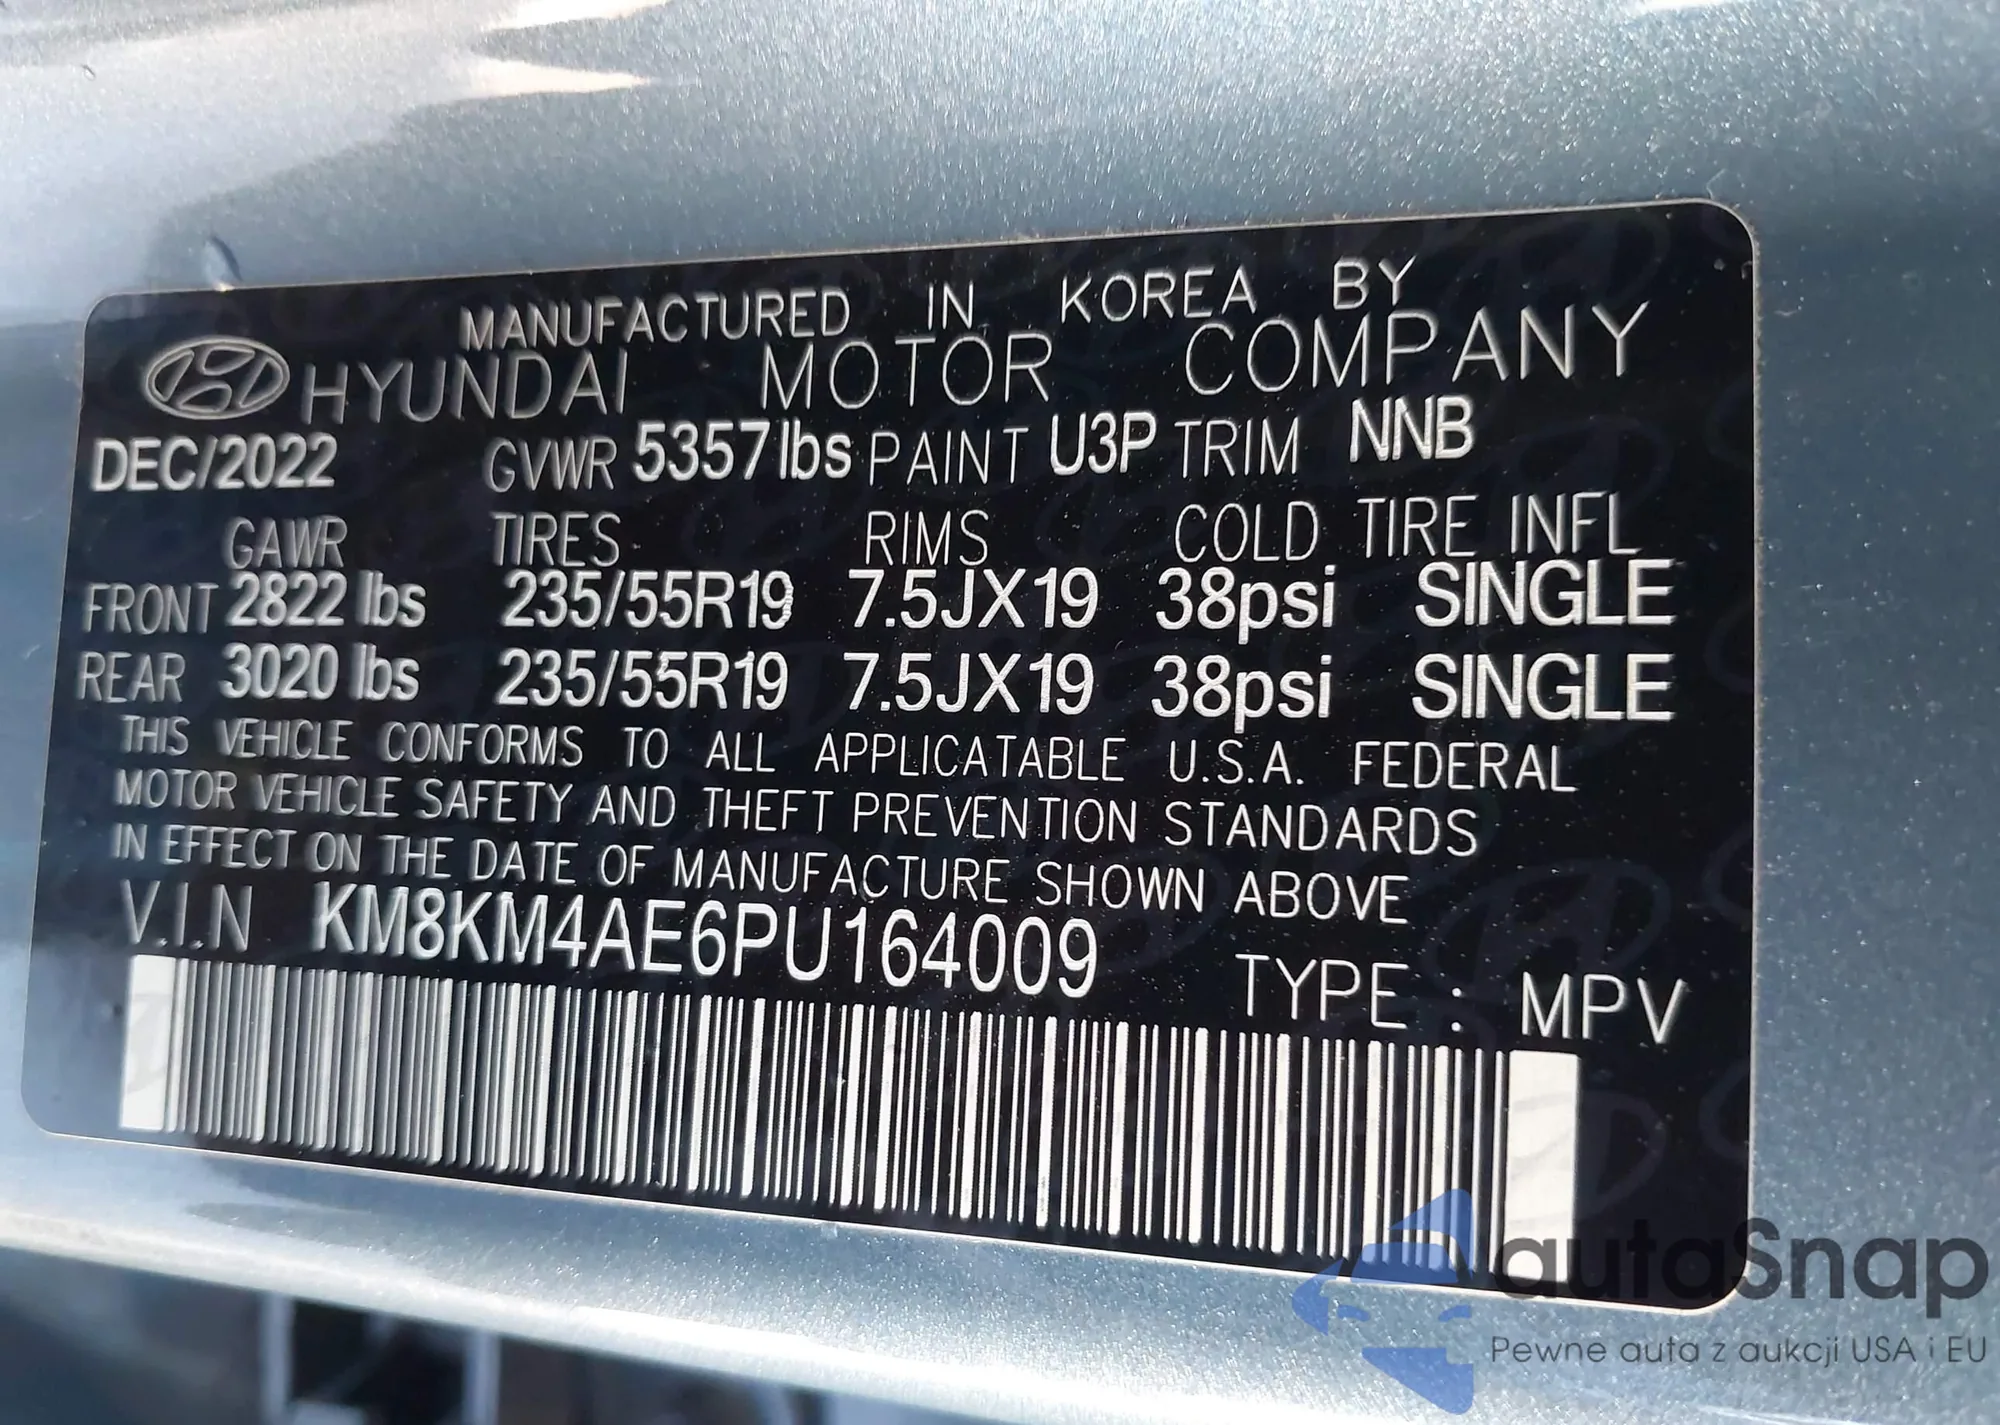 MANUFACTURED IN KOREA BY
HYUNDAI MOTOR COMPANY
DEC/2022 GVWR 5357lbs PAINT U3P TRIM NNB
GAWR TIRES RIMS COLD TIRE INFL
FRONT 2822 lbs 235/55R19 7.5JX19 38psi SINGLE
REAR 3020 lbs 235/55R19 7.5JX19 38psi SINGLE
THIS VEHICLE CONFORMS TO ALL APPLICATABLE U.S.A. FEDERAL
MOTOR VEHICLE SAFETY AND THEFT PREVENTION STANDARDS
IN EFFECT ON THE DATE OF MANUFACTURE SHOWN ABOVE
V.I.N KM8KM4AE6PU164009
TYPE : MPV
autaSnap
Pewne auta z aukcji USA i EU